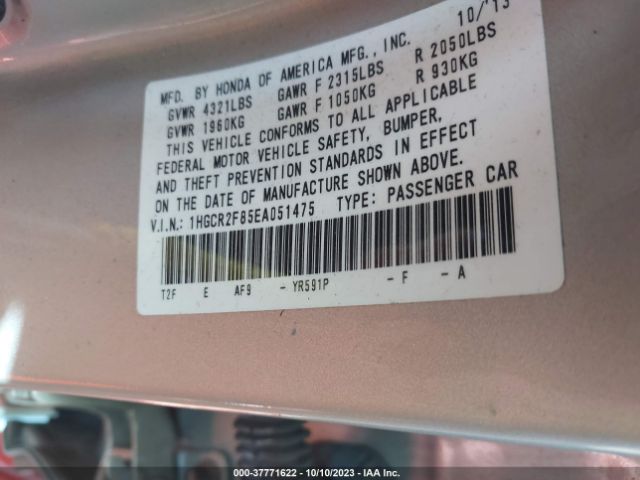 10/'13
MFD. BY HONDA OF AMERICA MFG., INC.
GVWR 4321LBS GAWR F 2315LBS R 2050LBS
GVWR 1960KG GAWR F 1050KG R 930KG
THIS VEHICLE CONFORMS TO ALL APPLICABLE
FEDERAL MOTOR VEHICLE SAFETY, BUMPER,
AND THEFT PREVENTION STANDARDS IN EFFECT
ON THE DATE OF MANUFACTURE SHOWN ABOVE.
V.I.N.: 1HGCR2F85EA051475 TYPE: PASSENGER CAR
T2F E AF9 - YR591P - F - A
000-37771622 - 10/10/2023 - IAA Inc.